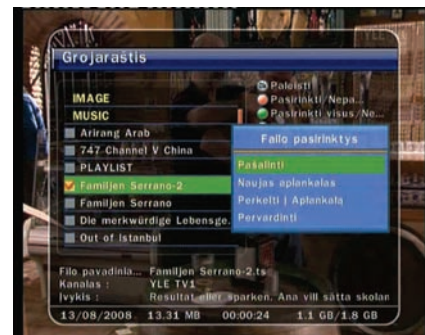 Grojaraštis
IMAGE
MUSIC
Arirang Arab
747 Channel V China
PLAYLIST
Familjen Serrano-2
Familjen Serrano
Die merkwürdige Lebensge...
Out of Istanbul
Paleisti
Pasirinkti/Nepa...
Pasirinkti visus/Ne...
Failo pasirinktys
Pašalinti
Naujas aplankalas
Perkelti į Aplankalą
Pervardinti
Filo pavadinia... Familjen Serrano-2.ts
Kanalas : YLE TV1
Įvykis : Resultat eller sparken. Ana vill sätta skolan
13/08/2008 13.31 MB 00:00:24 1.1 GB/1.8 GB